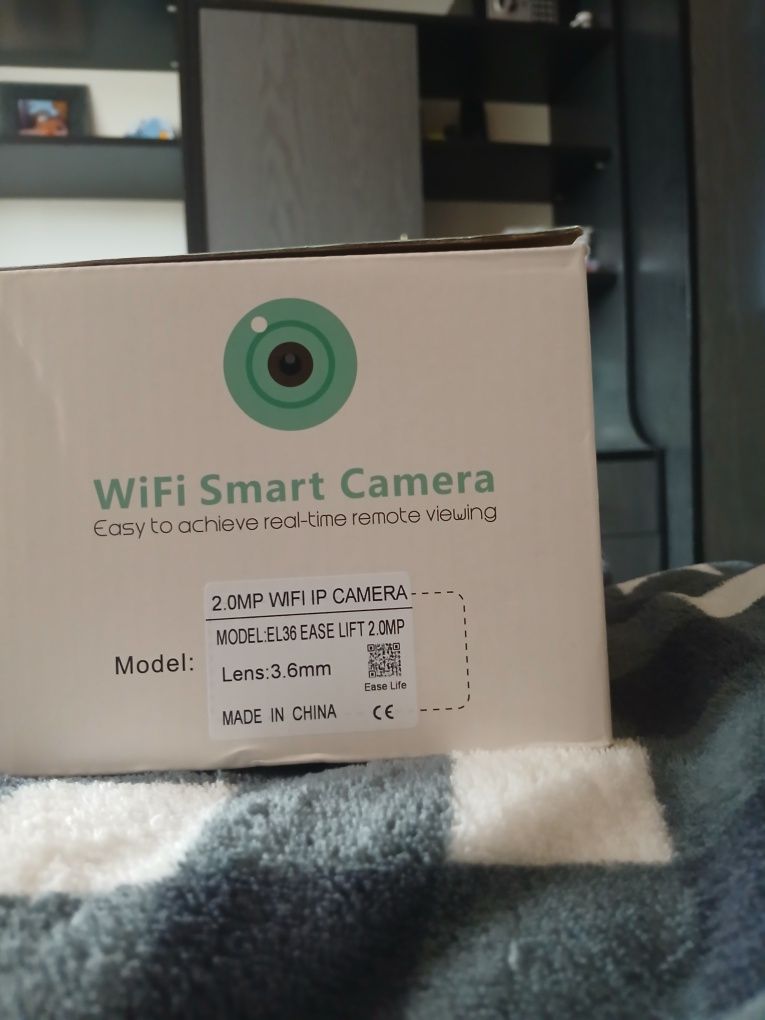 WiFi Smart Camera
Easy to achieve real-time remote viewing
2.0MP WIFI IP CAMERA
MODEL:EL36 EASE LIFT 2.0MP
Model:
Lens:3.6mm
Ease Life
MADE IN CHINA CE